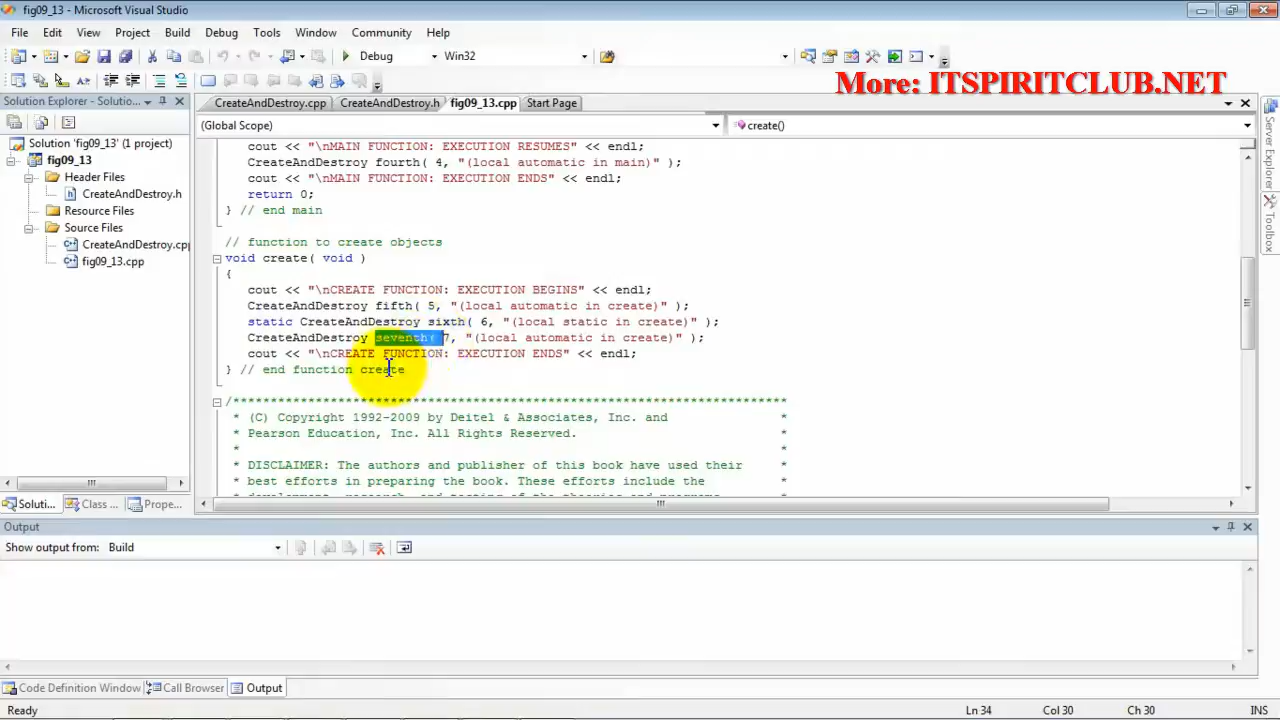 fig09_13 - Microsoft Visual Studio
File Edit View Project Build Debug Tools Window Community Help
Debug Win32
More: ITSPIRITCLUB.NET
Solution Explorer - Solutio...
CreateAndDestroy.cpp CreateAndDestroy.h fig09_13.cpp Start Page
(Global Scope) create()
Solution 'fig09_13' (1 project)
fig09_13
Header Files
CreateAndDestroy.h
Resource Files
Source Files
CreateAndDestroy.cpp
fig09_13.cpp
cout << "\nMAIN FUNCTION: EXECUTION RESUMES" << endl;
CreateAndDestroy fourth( 4, "(local automatic in main)" );
cout << "\nMAIN FUNCTION: EXECUTION ENDS" << endl;
return 0;
} // end main
// function to create objects
void create( void )
{
cout << "\nCREATE FUNCTION: EXECUTION BEGINS" << endl;
CreateAndDestroy fifth( 5, "(local automatic in create)" );
static CreateAndDestroy sixth( 6, "(local static in create)" );
CreateAndDestroy seventh( 7, "(local automatic in create)" );
cout << "\nCREATE FUNCTION: EXECUTION ENDS" << endl;
} // end function create
/**************************************************************************
* (C) Copyright 1992-2009 by Deitel & Associates, Inc. and *
* Pearson Education, Inc. All Rights Reserved. *
* *
* DISCLAIMER: The authors and publisher of this book have used their *
* best efforts in preparing the book. These efforts include the *
Server Explorer
Toolbox
Soluti... Class ... Prope...
Output
Show output from: Build
Code Definition Window Call Browser Output
Ready Ln 34 Col 30 Ch 30 INS